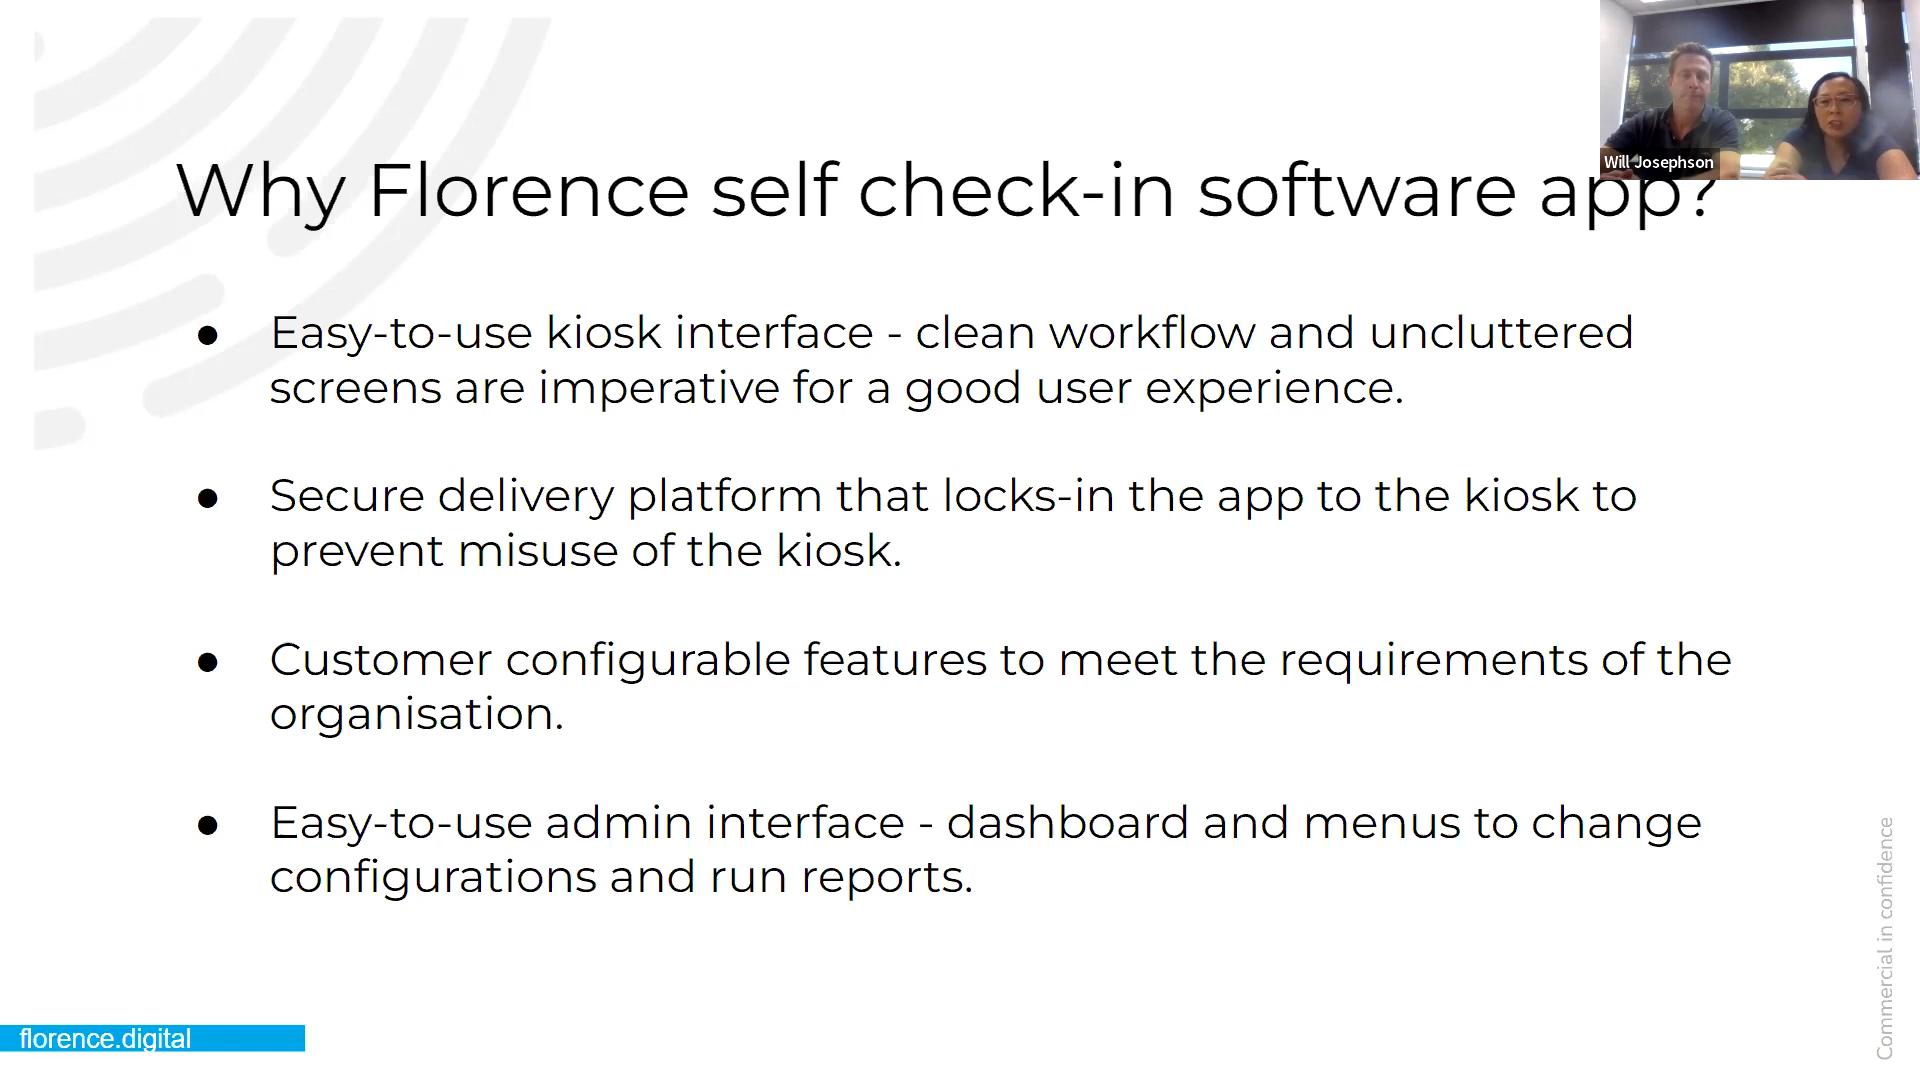 Will Josephson
Why Florence self check-in software app?
● Easy-to-use kiosk interface - clean workflow and uncluttered
screens are imperative for a good user experience.
● Secure delivery platform that locks-in the app to the kiosk to
prevent misuse of the kiosk.
● Customer configurable features to meet the requirements of the
organisation.
● Easy-to-use admin interface - dashboard and menus to change
configurations and run reports.
Commercial in confidence
florence.digital